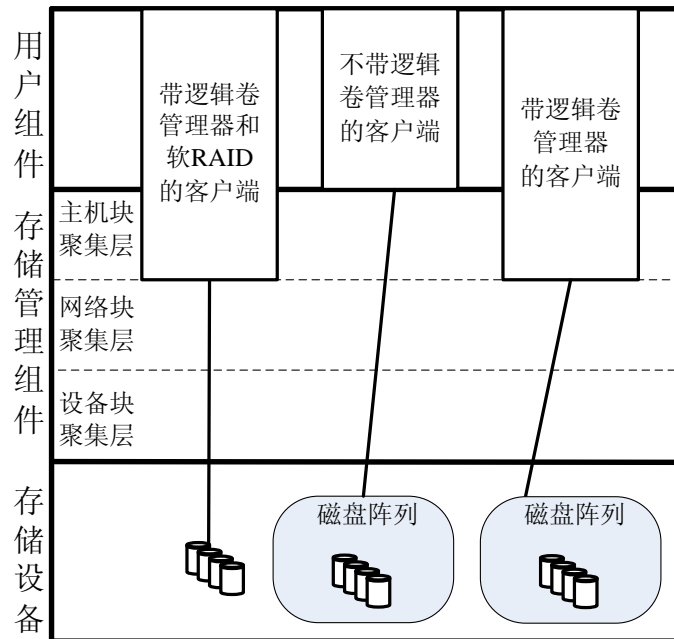 用户组件
带逻辑卷
管理器和
软RAID
的客户端
不带逻辑
卷管理器
的客户端
带逻辑卷
管理器
的客户端
存储管理组件
主机块
聚集层
网络块
聚集层
设备块
聚集层
存储设备
磁盘阵列
磁盘阵列